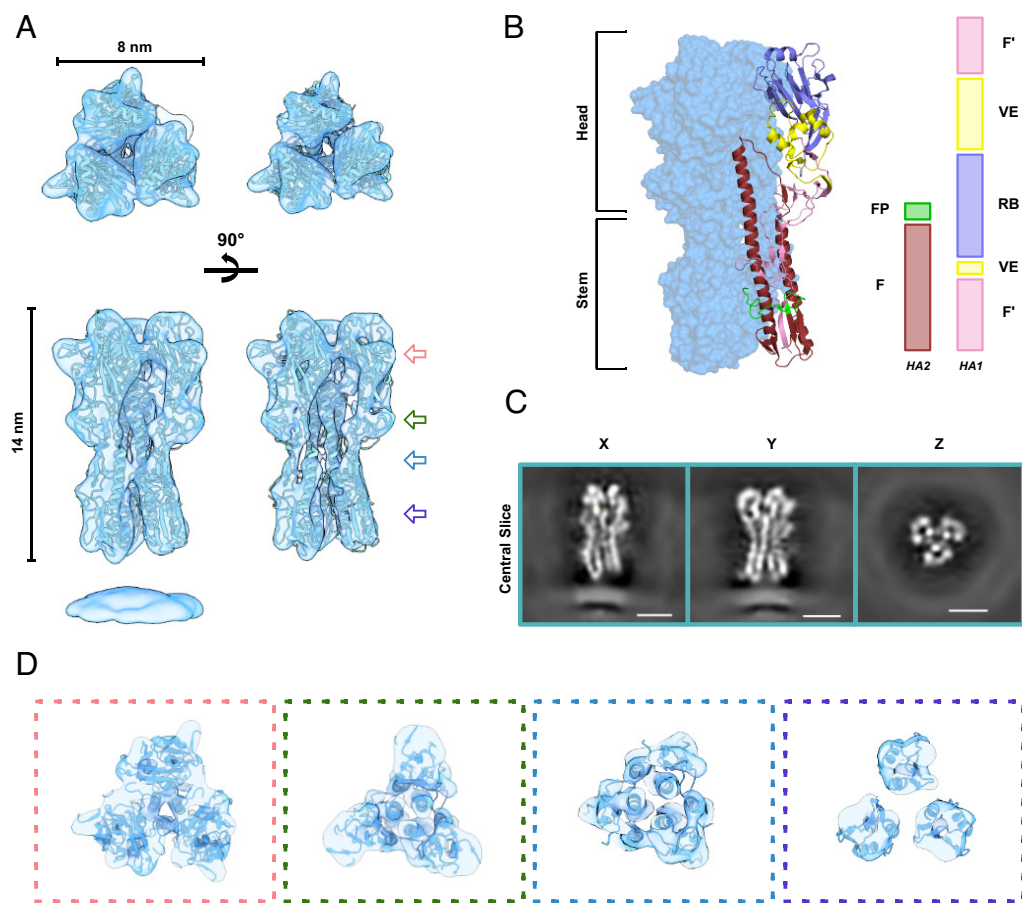 A
8 nm
90°
14 nm
B
Head
Stem
FP
F
HA2
F'
VE
RB
VE
F'
HA1
C
X
Y
Z
Central Slice
D